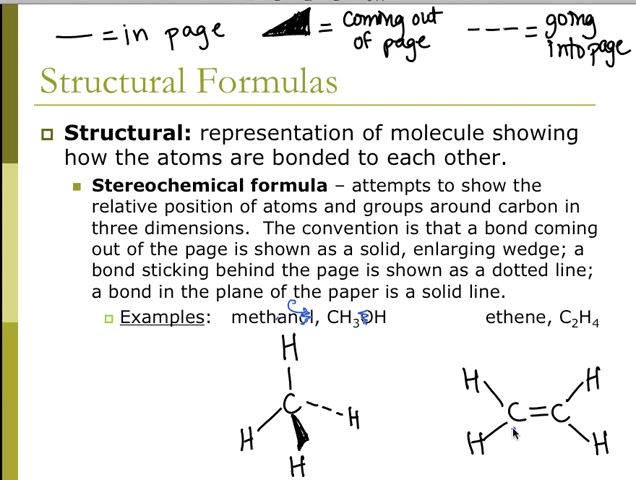 — = in page = coming out of page --- = going into page
Structural Formulas
Structural: representation of molecule showing
how the atoms are bonded to each other.
Stereochemical formula – attempts to show the
relative position of atoms and groups around carbon in
three dimensions. The convention is that a bond coming
out of the page is shown as a solid, enlarging wedge; a
bond sticking behind the page is shown as a dotted line;
a bond in the plane of the paper is a solid line.
Examples: methanol, CH₃OH ethene, C₂H₄
H
H H
C C=C
H
H H H
H